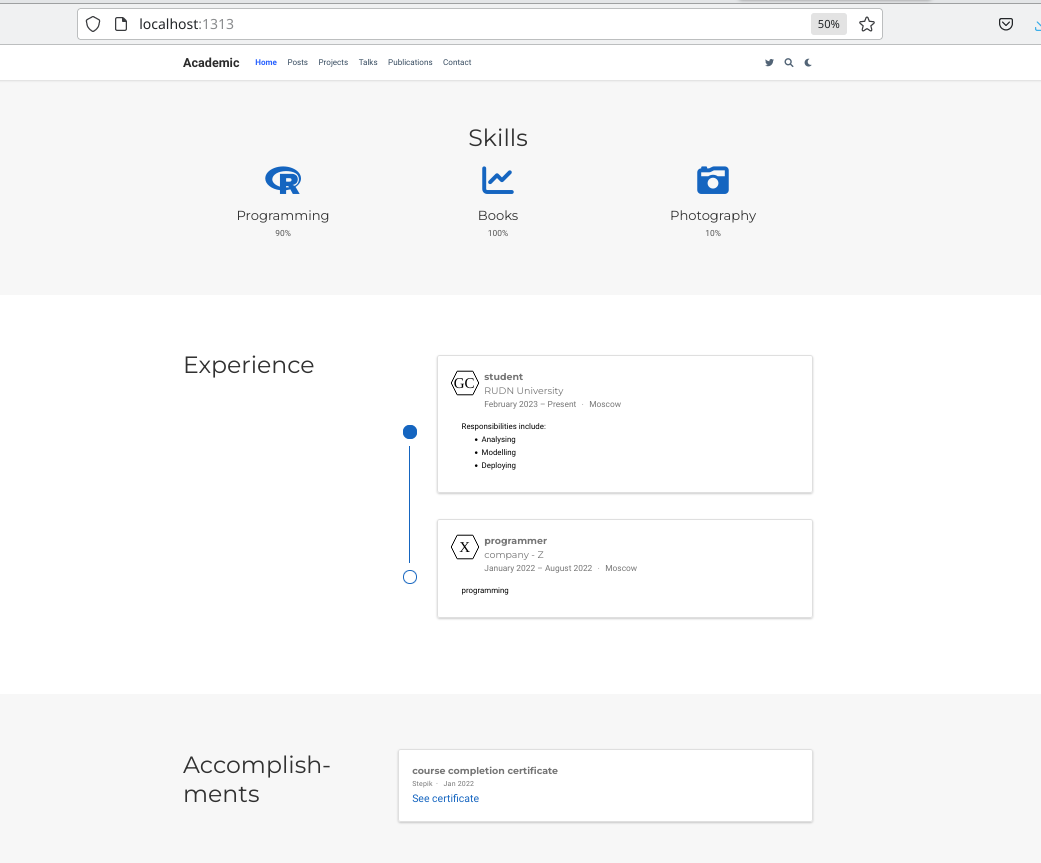 localhost:1313 50%
Academic Home Posts Projects Talks Publications Contact
Skills
R
Programming Books Photography
90% 100% 10%
Experience
GC student
RUDN University
February 2023 – Present · Moscow
Responsibilities include:
• Analysing
• Modelling
• Deploying
X programmer
company - Z
January 2022 – August 2022 · Moscow
programming
Accomplish-
ments
course completion certificate
Stepik · Jan 2022
See certificate